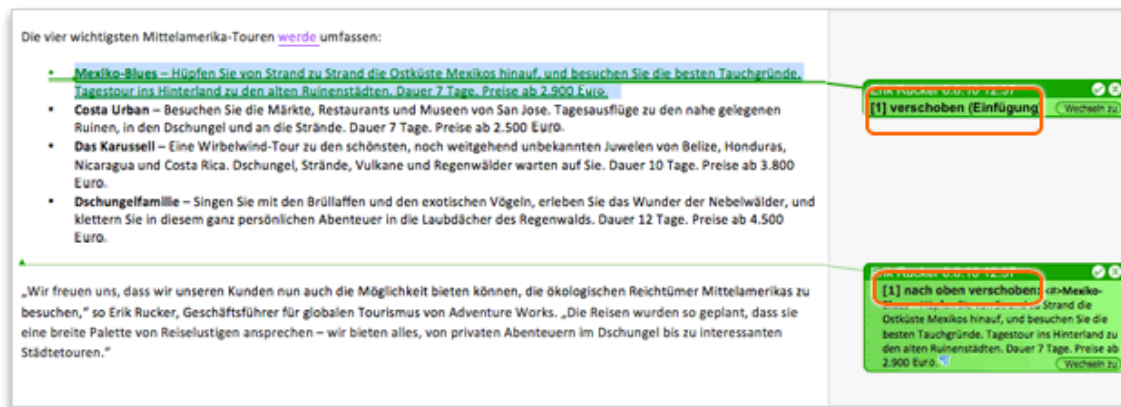 Die vier wichtigsten Mittelamerika-Touren werde umfassen:
• Mexiko-Blues – Hüpfen Sie von Strand zu Strand die Ostküste Mexikos hinauf, und besuchen Sie die besten Tauchgründe.
Tagestour ins Hinterland zu den alten Ruinenstädten. Dauer 7 Tage. Preise ab 2.900 Euro.
• Costa Urban – Besuchen Sie die Märkte, Restaurants und Museen von San Jose. Tagesausflüge zu den nahe gelegenen
Ruinen, in den Dschungel und an die Strände. Dauer 7 Tage. Preise ab 2.500 Euro.
• Das Karussell – Eine Wirbelwind-Tour zu den schönsten, noch weitgehend unbekannten Juwelen von Belize, Honduras,
Nicaragua und Costa Rica. Dschungel, Strände, Vulkane und Regenwälder warten auf Sie. Dauer 10 Tage. Preise ab 3.800
Euro.
• Dschungelfamilie – Singen Sie mit den Brüllaffen und den exotischen Vögeln, erleben Sie das Wunder der Nebelwälder, und
klettern Sie in diesem ganz persönlichen Abenteuer in die Laubdächer des Regenwalds. Dauer 12 Tage. Preise ab 4.500
Euro.
„Wir freuen uns, dass wir unseren Kunden nun auch die Möglichkeit bieten können, die ökologischen Reichtümer Mittelamerikas zu
besuchen,“ so Erik Rucker, Geschäftsführer für globalen Tourismus von Adventure Works. „Die Reisen wurden so geplant, dass sie
eine breite Palette von Reiselustigen ansprechen – wir bieten alles, von privaten Abenteuern im Dschungel bis zu interessanten
Städtetouren.“
Erik Rucker
[1] verschoben (Einfügung) Wechseln zu
Erik Rucker
[1] nach oben verschoben: <#>Mexiko-
Strand die
Ostküste Mexikos hinauf, und besuchen Sie die
besten Tauchgründe. Tagestour ins Hinterland zu
den alten Ruinenstädten. Dauer 7 Tage. Preise ab
2.900 Euro. Wechseln zu